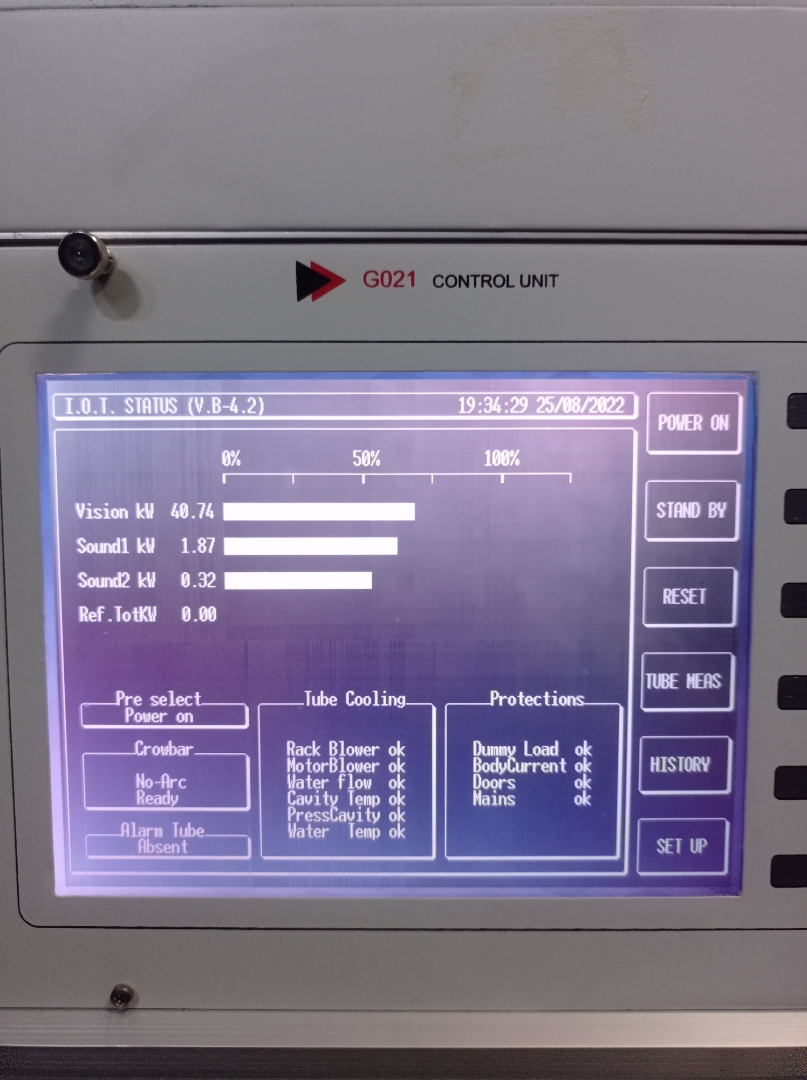 G021 CONTROL UNIT
I.O.T. STATUS (V.B-4.2) 19:34:29 25/08/2022
0% 50% 100%
Vision kW 40.74
Sound1 kW 1.87
Sound2 kW 0.32
Ref.TotKW 0.00
Pre select
Power on
Crowbar
No-Arc
Ready
Alarm Tube
Absent
Tube Cooling
Rack Blower ok
MotorBlower ok
Water flow ok
Cavity Temp ok
PressCavity ok
Water Temp ok
Protections
Dummy Load ok
BodyCurrent ok
Doors ok
Mains ok
POWER ON
STAND BY
RESET
TUBE MEAS
HISTORY
SET UP